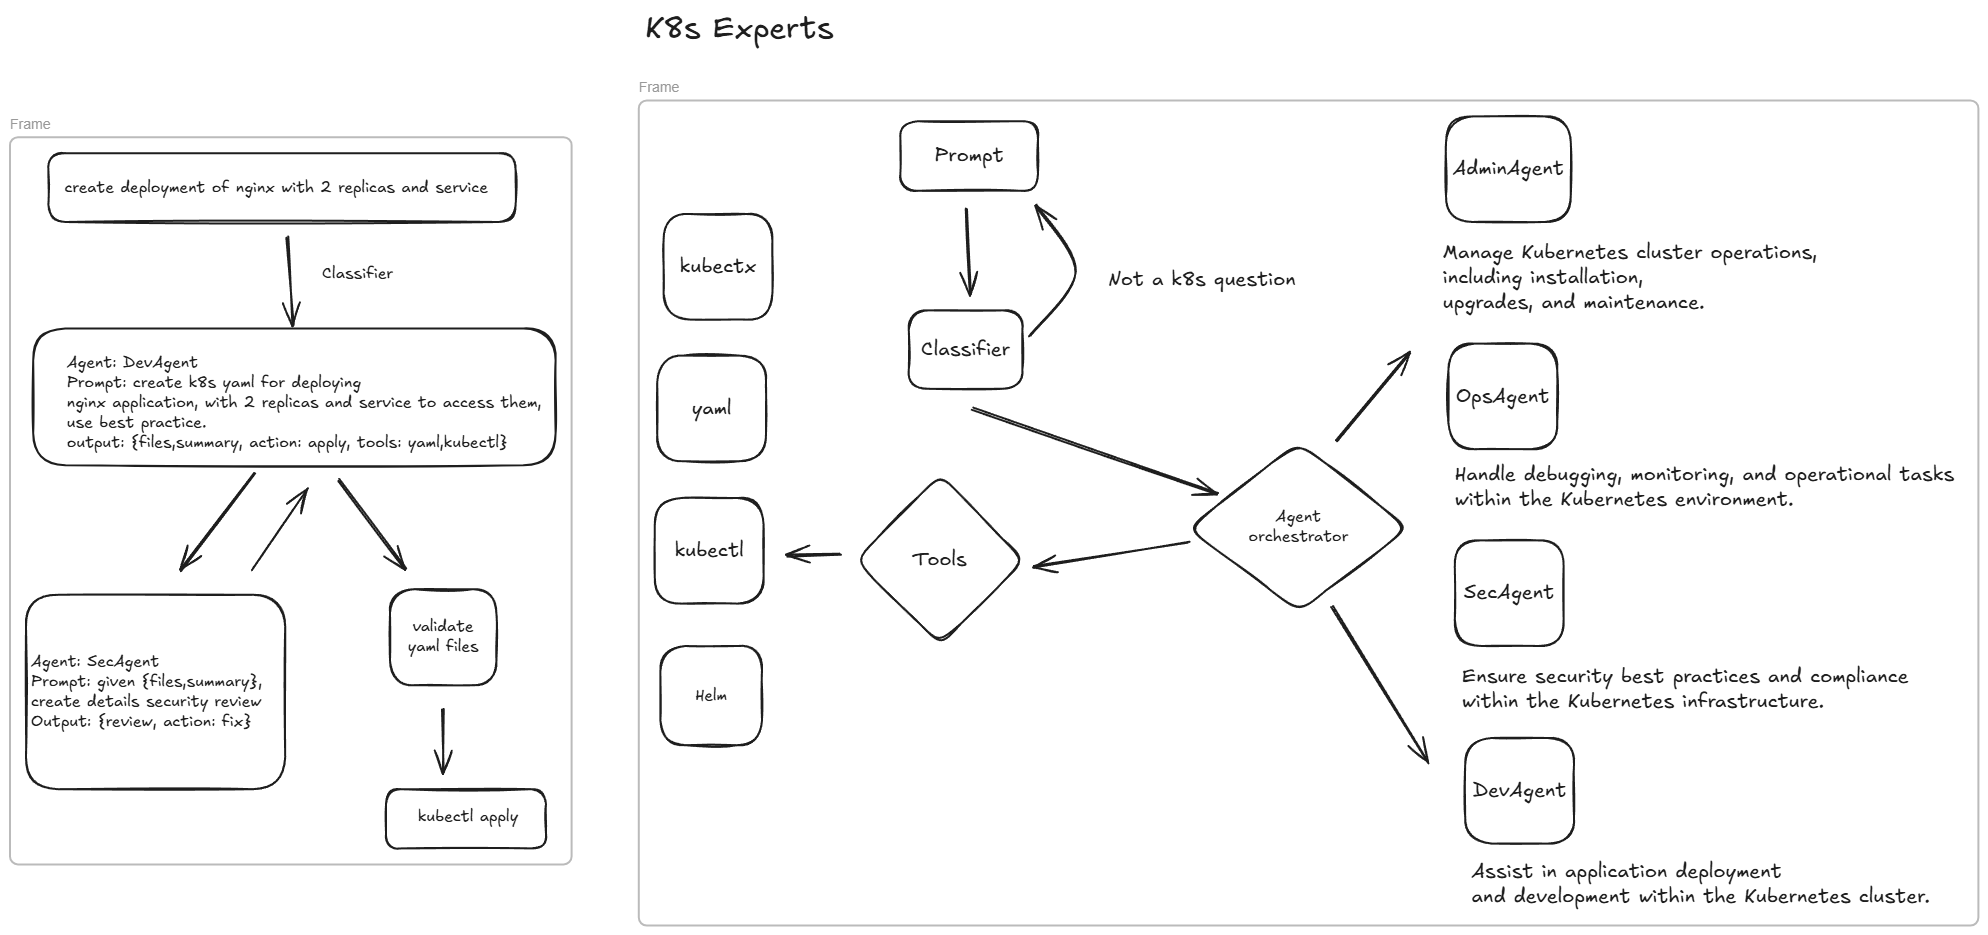 K8s Experts
Frame
create deployment of nginx with 2 replicas and service
Classifier
Agent: DevAgent
Prompt: create k8s yaml for deploying
nginx application, with 2 replicas and service to access them,
use best practice.
output: {files,summary, action: apply, tools: yaml,kubectl}
Agent: SecAgent
Prompt: given {files,summary},
create details security review
Output: {review, action: fix}
validate
yaml files
kubectl apply
Frame
Prompt
Classifier
Not a k8s question
kubectx
yaml
kubectl
Helm
Tools
Agent
orchestrator
AdminAgent
Manage Kubernetes cluster operations,
including installation,
upgrades, and maintenance.
OpsAgent
Handle debugging, monitoring, and operational tasks
within the Kubernetes environment.
SecAgent
Ensure security best practices and compliance
within the Kubernetes infrastructure.
DevAgent
Assist in application deployment
and development within the Kubernetes cluster.